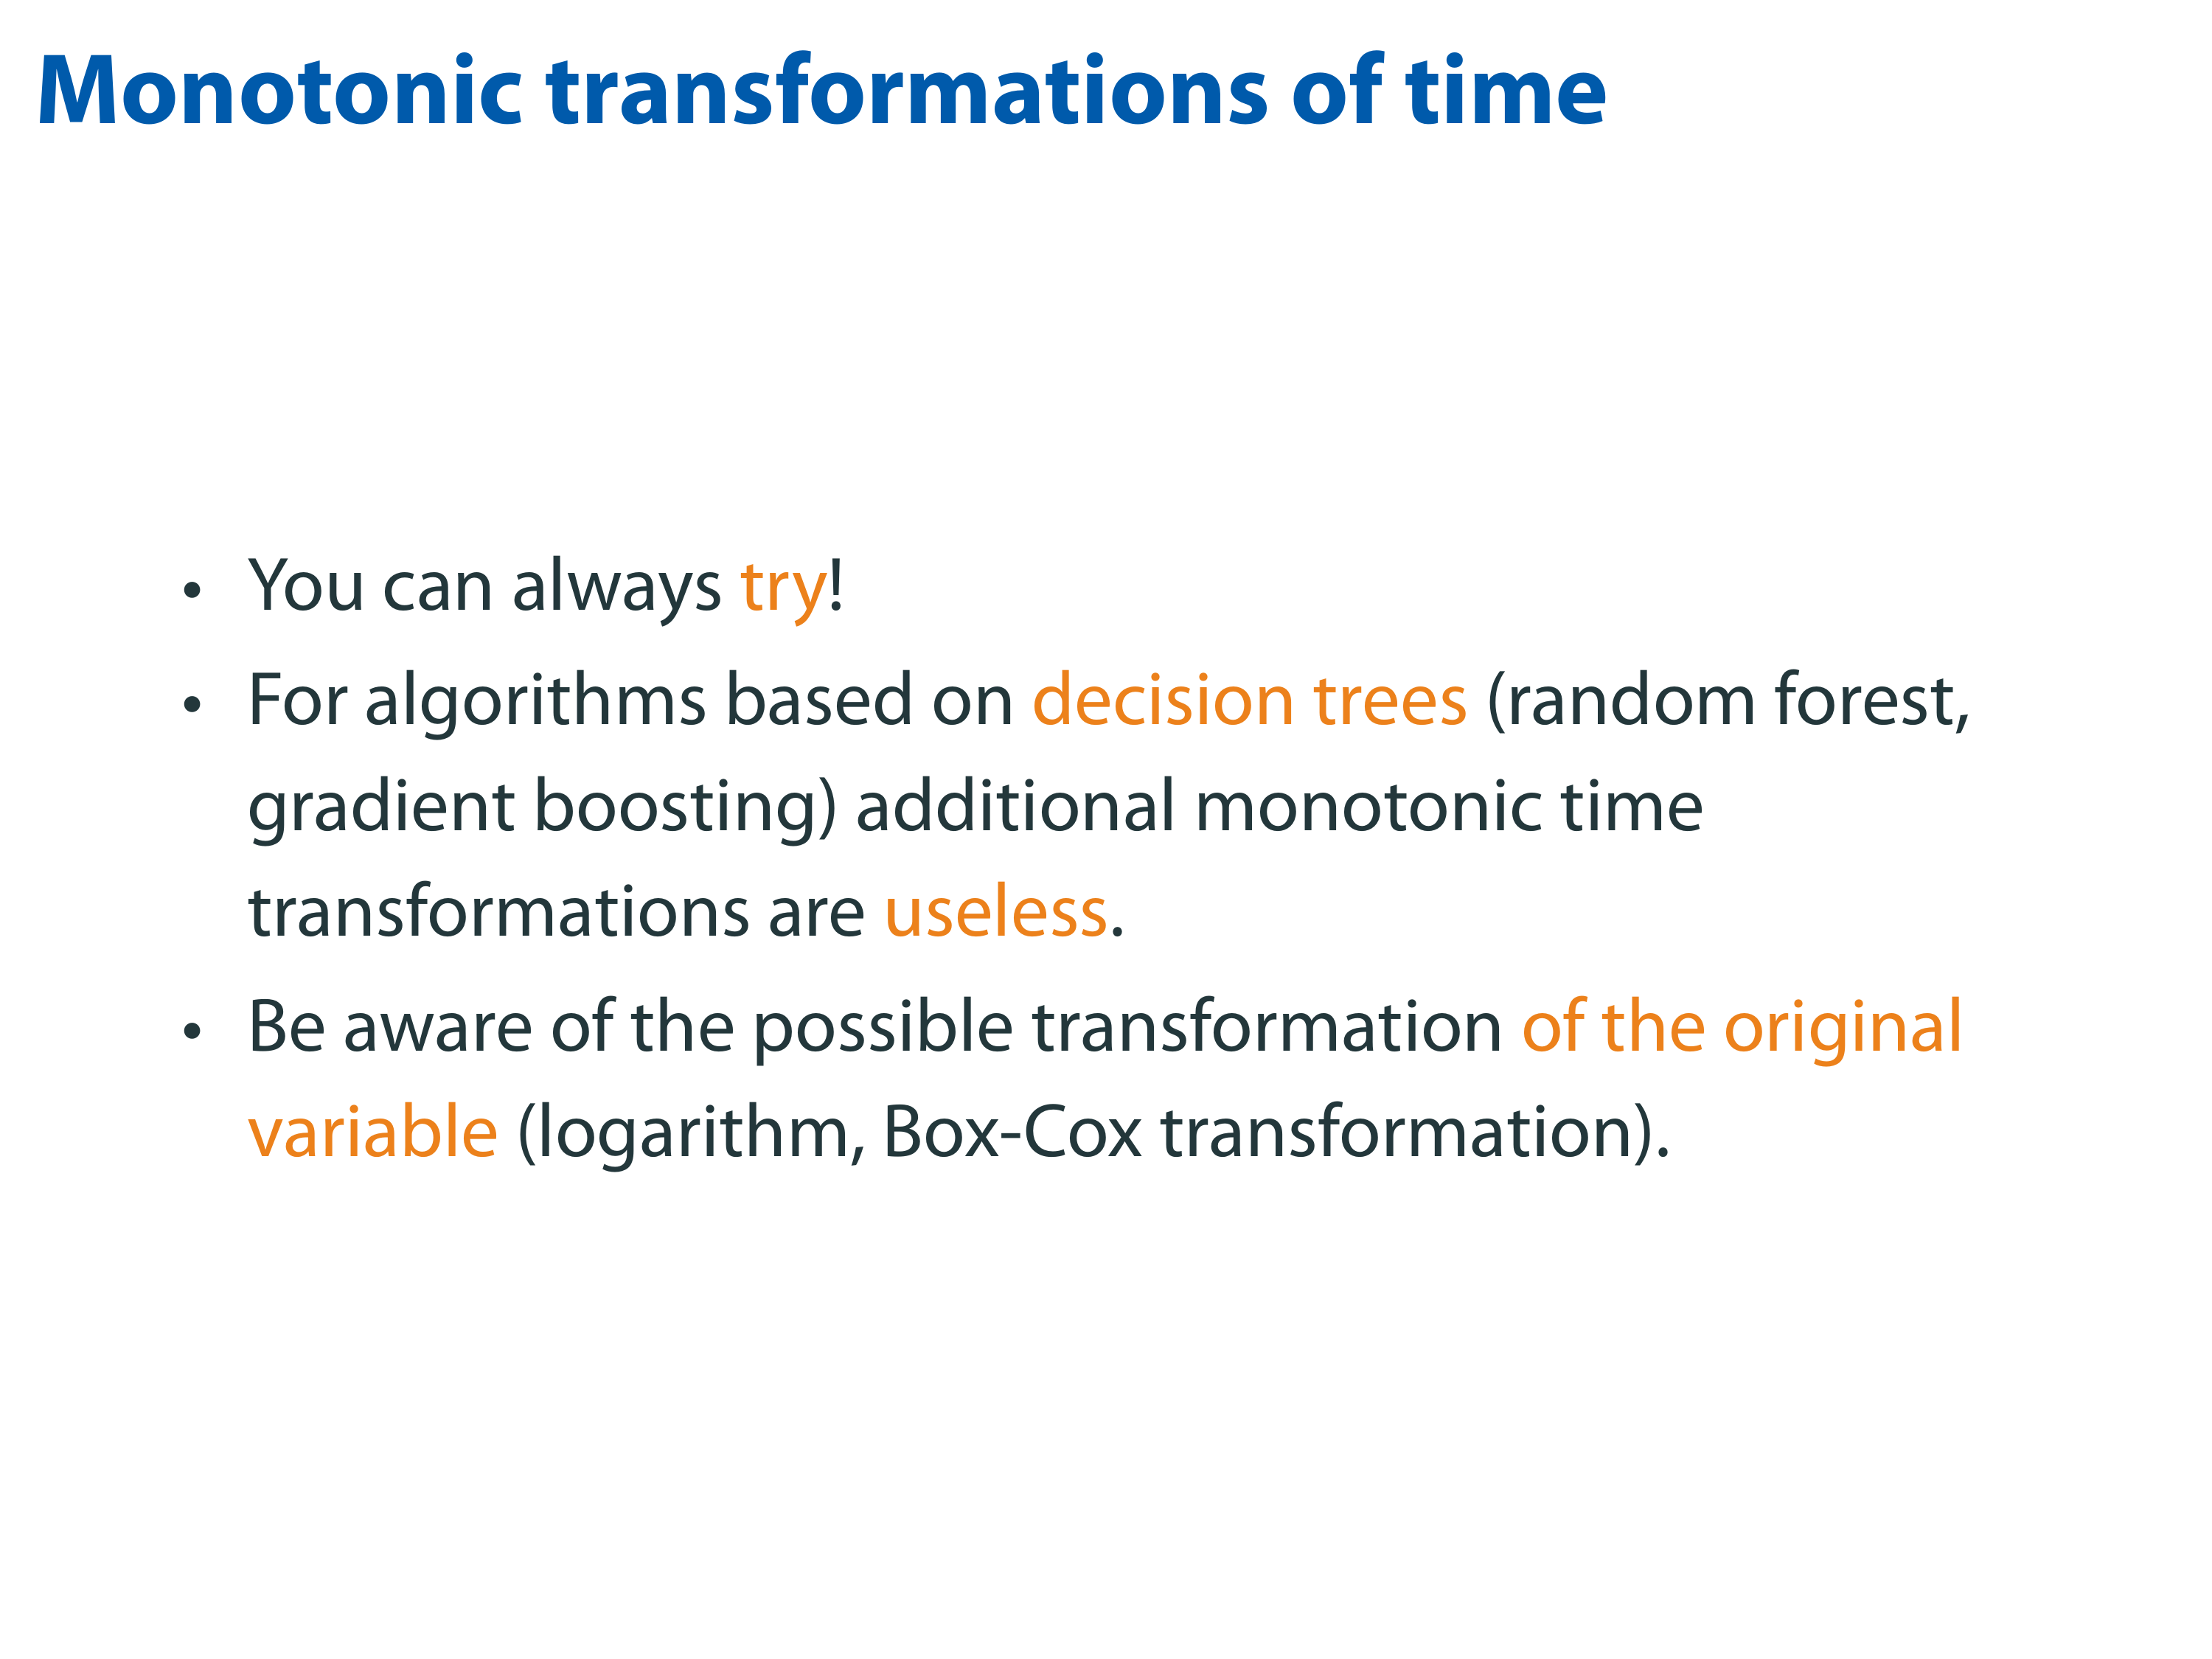 Monotonic transformations of time
• You can always try!
• For algorithms based on decision trees (random forest,
gradient boosting) additional monotonic time
transformations are useless.
• Be aware of the possible transformation of the original
variable (logarithm, Box-Cox transformation).